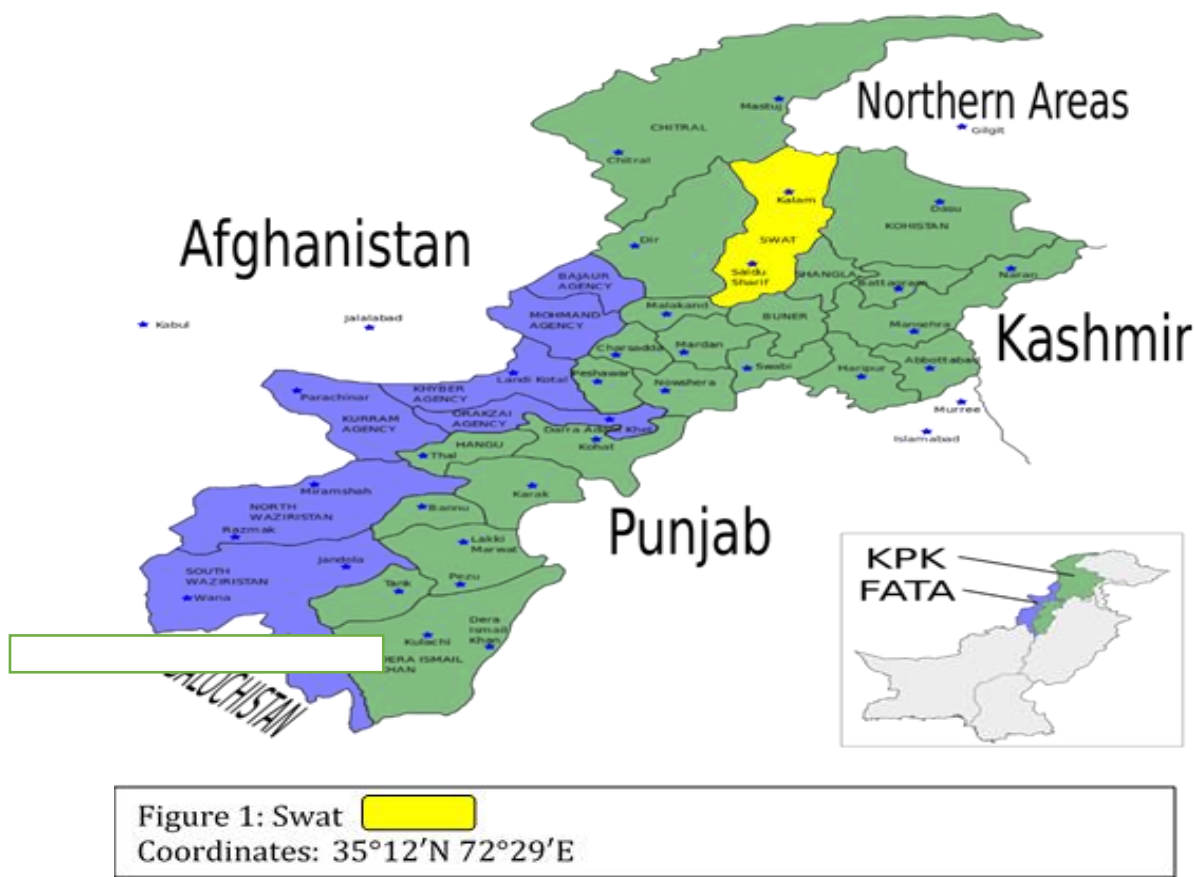 Northern Areas
Mastuj
CHITRAL
Gilgit
Chitral
Kalam
Dasu
KOHISTAN
Afghanistan
Dir
SWAT
Saidu
Sharif
SHANGLA
Naran
BAJAUR
AGENCY
Battagram
Malakand
MOHMAND
AGENCY
BUNER
Kabul
Jalalabad
Mansehra
Kashmir
Charsadda
Mardan
Abbottabad
Peshawar
Swabi
Haripur
Landi Kotal
Nowshera
Parachinar
KHYBER
AGENCY
Murree
KURRAM
AGENCY
ORAKZAI
AGENCY
Darra Adam Khel
Islamabad
HANGU
Kohat
Thal
Miramshah
Karak
NORTH
WAZIRISTAN
Bannu
Punjab
Razmak
Lakki
Marwat
Jandola
SOUTH
WAZIRISTAN
Tank
Pezu
Wana
KPK
FATA
Dera
Ismail
Khan
Kulachi
DERA ISMAIL
KHAN
BALOCHISTAN
Figure 1: Swat
Coordinates: 35°12′N 72°29′E